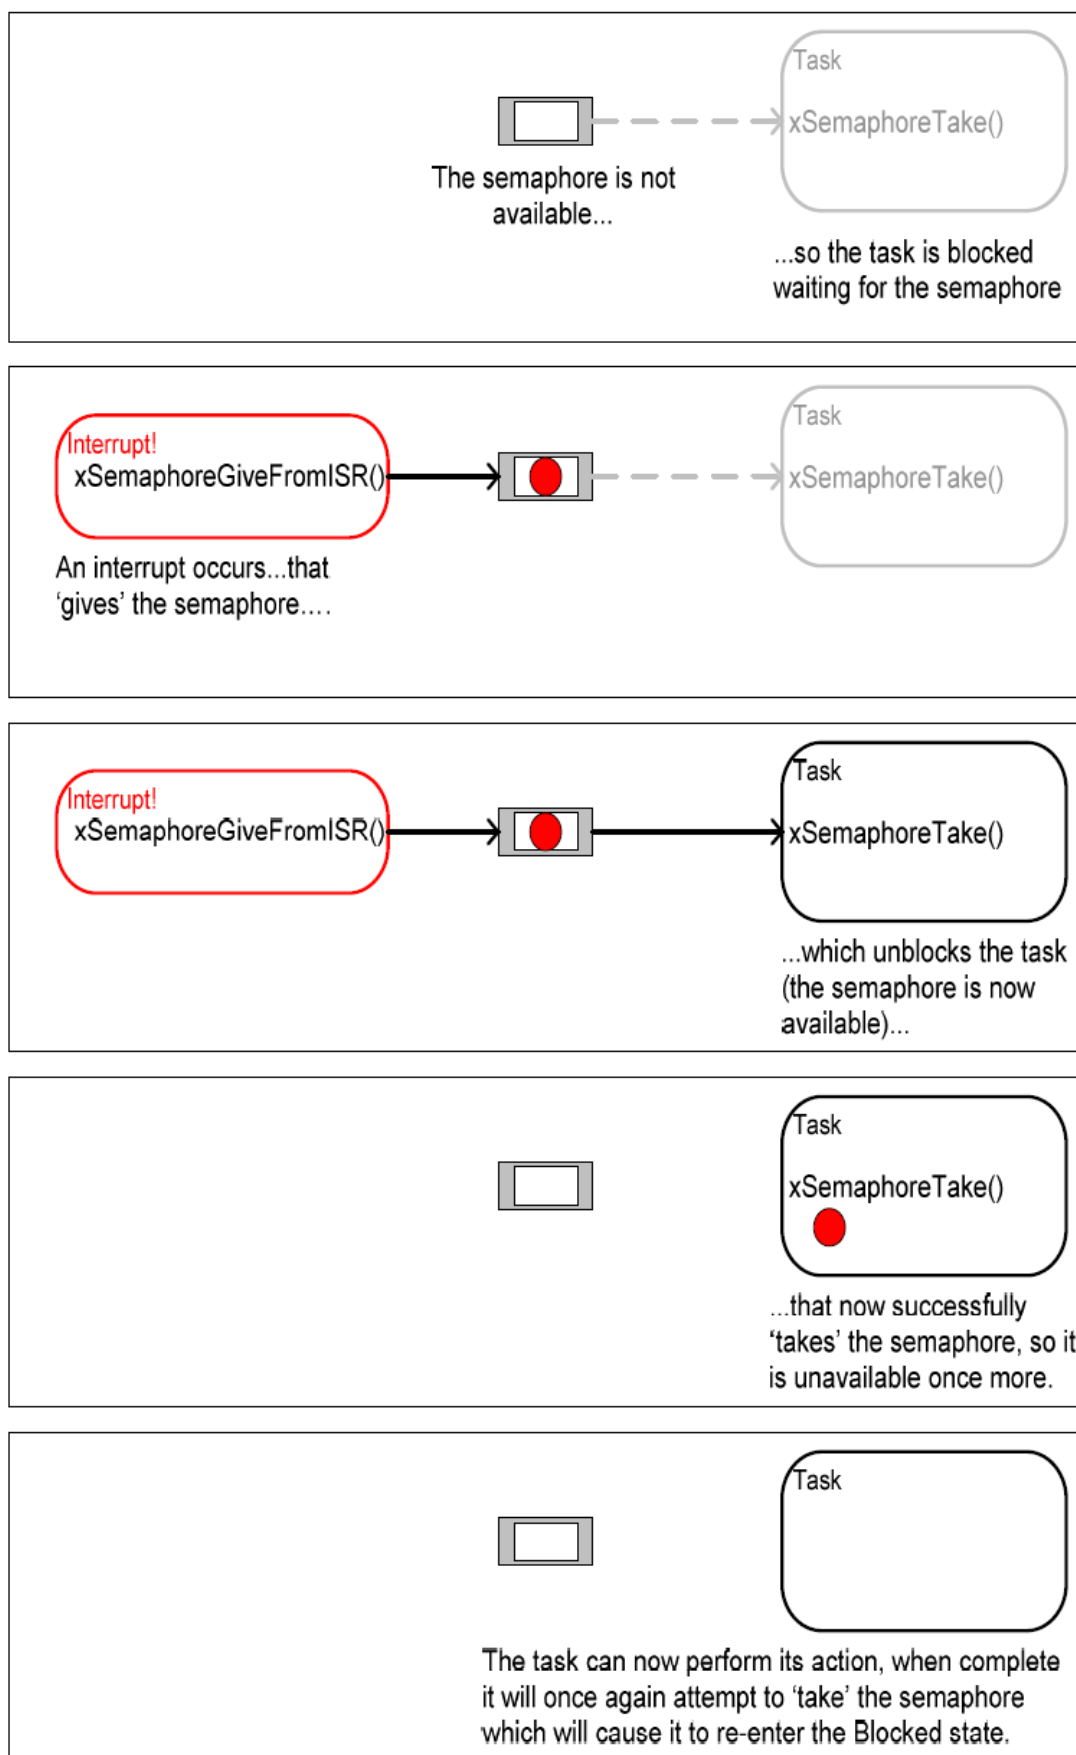 Task
xSemaphoreTake()
The semaphore is not
available...
...so the task is blocked
waiting for the semaphore
Interrupt!
xSemaphoreGiveFromISR()
Task
xSemaphoreTake()
An interrupt occurs...that
‘gives’ the semaphore....
Interrupt!
xSemaphoreGiveFromISR()
Task
xSemaphoreTake()
...which unblocks the task
(the semaphore is now
available)...
Task
xSemaphoreTake()
...that now successfully
‘takes’ the semaphore, so it
is unavailable once more.
Task
The task can now perform its action, when complete
it will once again attempt to ‘take’ the semaphore
which will cause it to re-enter the Blocked state.